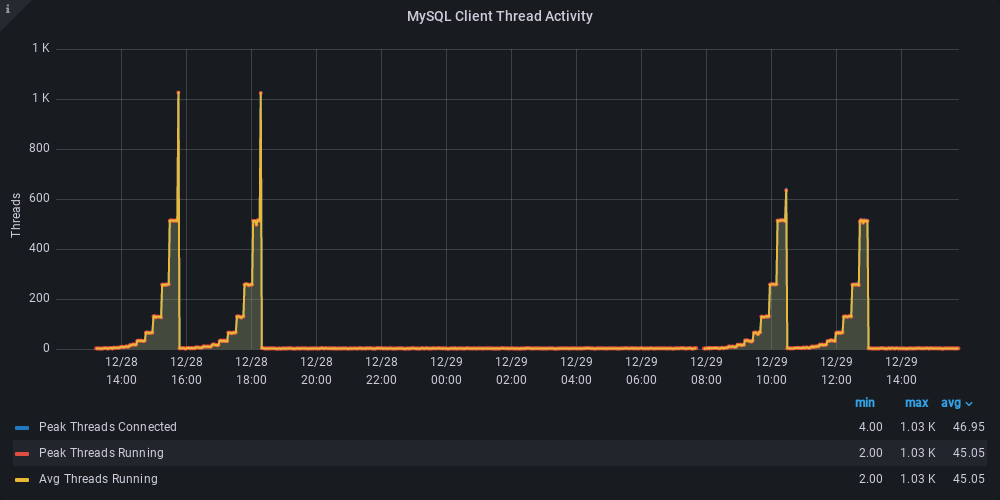 i
MySQL Client Thread Activity
1 K
1 K
800
600
400
200
0
Threads
12/28 12/28 12/28 12/28 12/28 12/29 12/29 12/29 12/29 12/29 12/29 12/29 12/29
14:00 16:00 18:00 20:00 22:00 00:00 02:00 04:00 06:00 08:00 10:00 12:00 14:00
min max avg
Peak Threads Connected 4.00 1.03 K 46.95
Peak Threads Running 2.00 1.03 K 45.05
Avg Threads Running 2.00 1.03 K 45.05